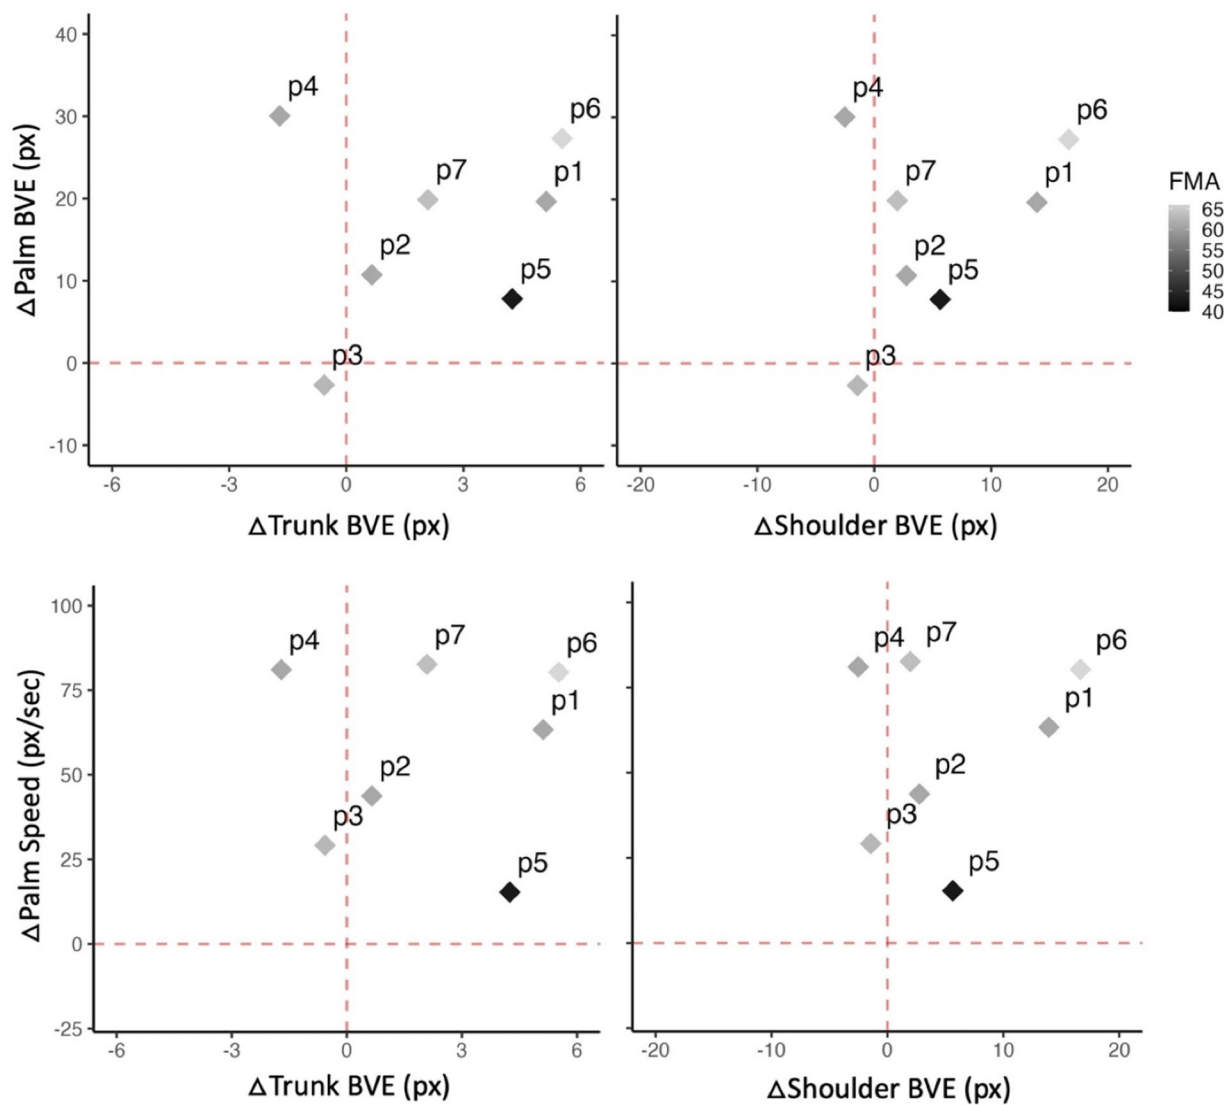 40
30
20
10
0
-10
ΔPalm BVE (px)
p4
p6
p7
p1
p2
p5
p3
-6 -3 0 3 6
ΔTrunk BVE (px)
p4
p6
p7
p1
p2
p5
p3
-20 -10 0 10 20
ΔShoulder BVE (px)
FMA
65
60
55
50
45
40
100
75
50
25
0
-25
ΔPalm Speed (px/sec)
p4
p7
p6
p1
p2
p3
p5
-6 -3 0 3 6
ΔTrunk BVE (px)
p4
p7
p6
p1
p2
p3
p5
-20 -10 0 10 20
ΔShoulder BVE (px)